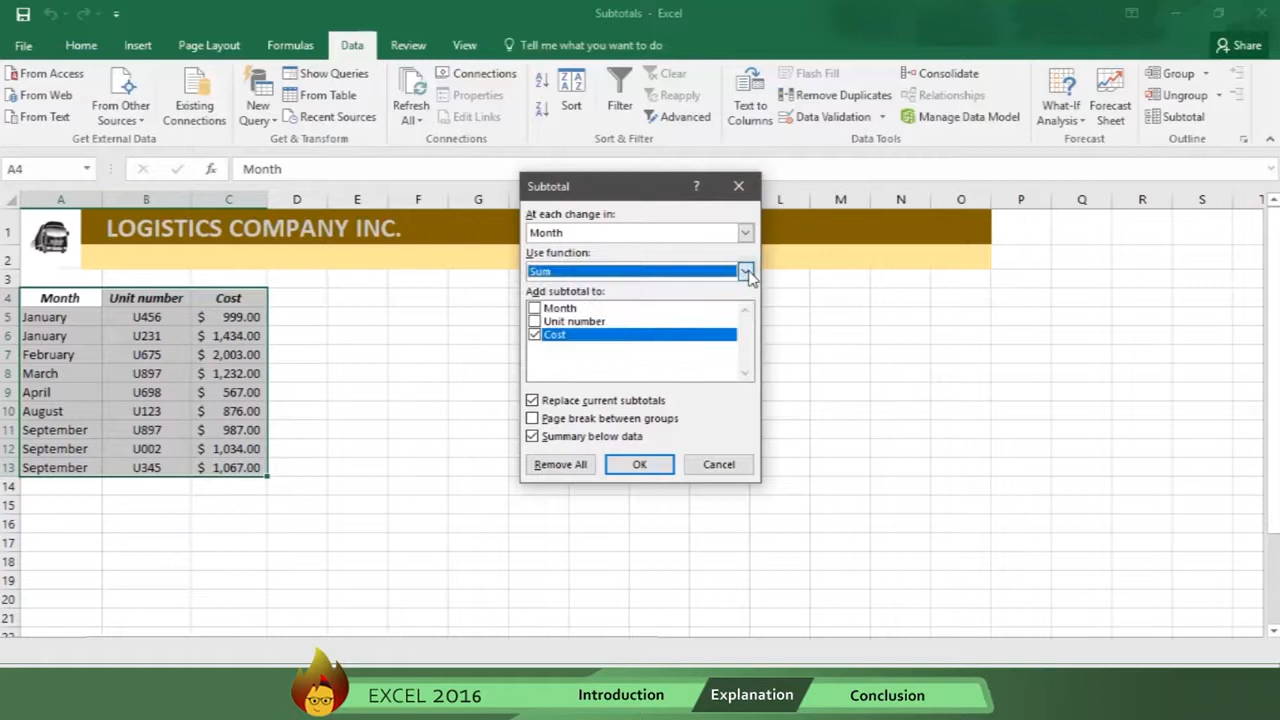 Subtotals - Excel
File Home Insert Page Layout Formulas Data Review View Tell me what you want to do Share
From Access
From Web
From Text
From Other Sources
Existing Connections
Get External Data
New Query
Show Queries
From Table
Recent Sources
Get & Transform
Refresh All
Connections
Properties
Edit Links
Connections
Sort
Filter
Clear
Reapply
Advanced
Sort & Filter
Text to Columns
Flash Fill
Remove Duplicates
Data Validation
Consolidate
Relationships
Manage Data Model
Data Tools
What-If Analysis
Forecast Sheet
Forecast
Group
Ungroup
Subtotal
Outline
A4 fx Month
A B C D E F G L M N O P Q R S T
1 LOGISTICS COMPANY INC.
2
3
4 Month Unit number Cost
5 January U456 $ 999.00
6 January U231 $ 1,434.00
7 February U675 $ 2,003.00
8 March U897 $ 1,232.00
9 April U698 $ 567.00
10 August U123 $ 876.00
11 September U897 $ 987.00
12 September U002 $ 1,034.00
13 September U345 $ 1,067.00
14
15
16
17
18
19
20
21
22
Subtotal ?
At each change in:
Month
Use function:
Sum
Add subtotal to:
Month
Unit number
Cost
Replace current subtotals
Page break between groups
Summary below data
Remove All OK Cancel
EXCEL 2016 Introduction Explanation Conclusion